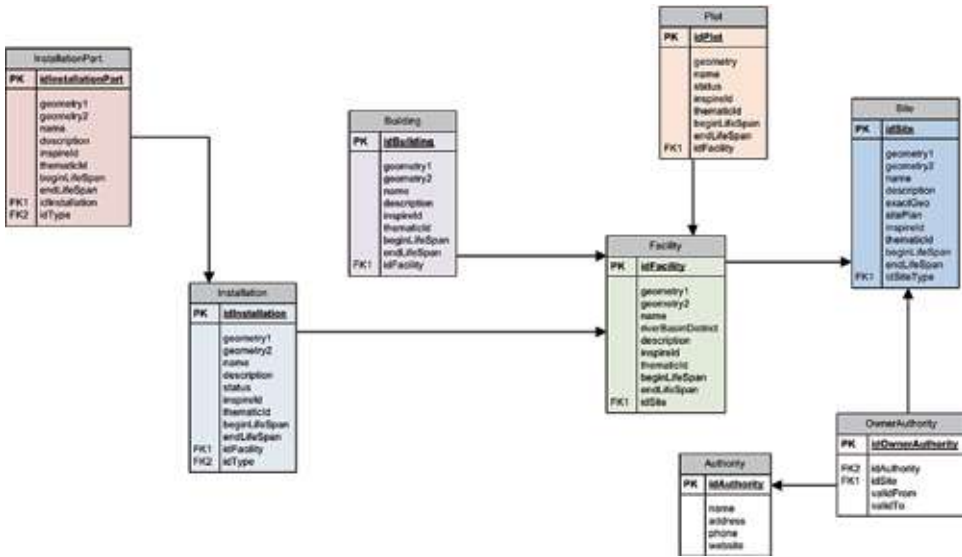 InstallationPart
PK idInstallationPart
geometry1
geometry2
name
description
inspireId
thematicId
beginLifeSpan
endLifeSpan
FK1 idInstallation
FK2 idType
Building
PK idBuilding
geometry1
geometry2
name
description
inspireId
thematicId
beginLifeSpan
endLifeSpan
FK1 idFacility
Plot
PK idPlot
geometry
name
status
inspireId
thematicId
beginLifeSpan
endLifeSpan
FK1 idFacility
Site
PK idSite
geometry1
geometry2
name
description
exactGeo
sitePlan
inspireId
thematicId
beginLifeSpan
endLifeSpan
FK1 idSiteType
Installation
PK idInstallation
geometry1
geometry2
name
description
status
inspireId
thematicId
beginLifeSpan
endLifeSpan
FK1 idFacility
FK2 idType
Facility
PK idFacility
geometry1
geometry2
name
riverBasinDistrict
description
inspireId
thematicId
beginLifeSpan
endLifeSpan
FK1 idSite
Authority
PK idAuthority
name
address
phone
website
OwnerAuthority
PK idOwnerAuthority
FK2 idAuthority
FK1 idSite
validFrom
validTo